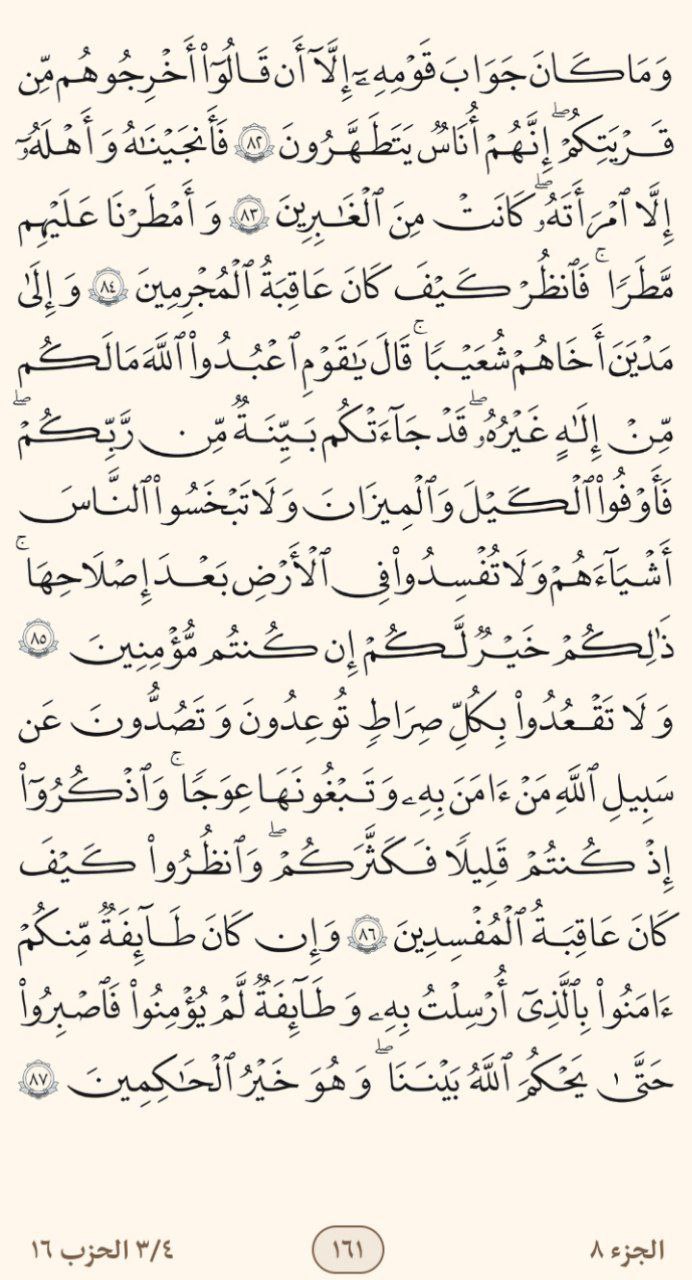 وَمَا كَانَ جَوَابَ قَوْمِهِۦٓ إِلَّآ أَن قَالُوٓا۟ أَخْرِجُوهُم مِّن
قَرْيَتِكُمْ ۖ إِنَّهُمْ أُنَاسٌ يَتَطَهَّرُونَ ٨٢ فَأَنجَيْنَـٰهُ وَأَهْلَهُۥٓ
إِلَّا ٱمْرَأَتَهُۥ ۖ كَانَتْ مِنَ ٱلْغَـٰبِرِينَ ٨٣ وَأَمْطَرْنَا عَلَيْهِم
مَّطَرًا ۚ فَٱنظُرْ كَيْفَ كَانَ عَاقِبَةُ ٱلْمُجْرِمِينَ ٨٤ وَإِلَىٰ
مَدْيَنَ أَخَاهُمْ شُعَيْبًا ۚ قَالَ يَـٰقَوْمِ ٱعْبُدُوا۟ ٱللَّهَ مَا لَكُم
مِّنْ إِلَـٰهٍ غَيْرُهُۥ ۖ قَدْ جَآءَتْكُم بَيِّنَةٌ مِّن رَّبِّكُمْ ۖ
فَأَوْفُوا۟ ٱلْكَيْلَ وَٱلْمِيزَانَ وَلَا تَبْخَسُوا۟ ٱلنَّاسَ
أَشْيَآءَهُمْ وَلَا تُفْسِدُوا۟ فِى ٱلْأَرْضِ بَعْدَ إِصْلَـٰحِهَا ۚ
ذَٰلِكُمْ خَيْرٌ لَّكُمْ إِن كُنتُم مُّؤْمِنِينَ ٨٥
وَلَا تَقْعُدُوا۟ بِكُلِّ صِرَٰطٍ تُوعِدُونَ وَتَصُدُّونَ عَن
سَبِيلِ ٱللَّهِ مَنْ ءَامَنَ بِهِۦ وَتَبْغُونَهَا عِوَجًا ۚ وَٱذْكُرُوٓا۟
إِذْ كُنتُمْ قَلِيلًا فَكَثَّرَكُمْ ۖ وَٱنظُرُوا۟ كَيْفَ
كَانَ عَاقِبَةُ ٱلْمُفْسِدِينَ ٨٦ وَإِن كَانَ طَآئِفَةٌ مِّنكُمْ
ءَامَنُوا۟ بِٱلَّذِىٓ أُرْسِلْتُ بِهِۦ وَطَآئِفَةٌ لَّمْ يُؤْمِنُوا۟ فَٱصْبِرُوا۟
حَتَّىٰ يَحْكُمَ ٱللَّهُ بَيْنَنَا ۖ وَهُوَ خَيْرُ ٱلْحَـٰكِمِينَ ٨٧
الجزء ٨ ١٦١ ٣/٤ الحزب ١٦